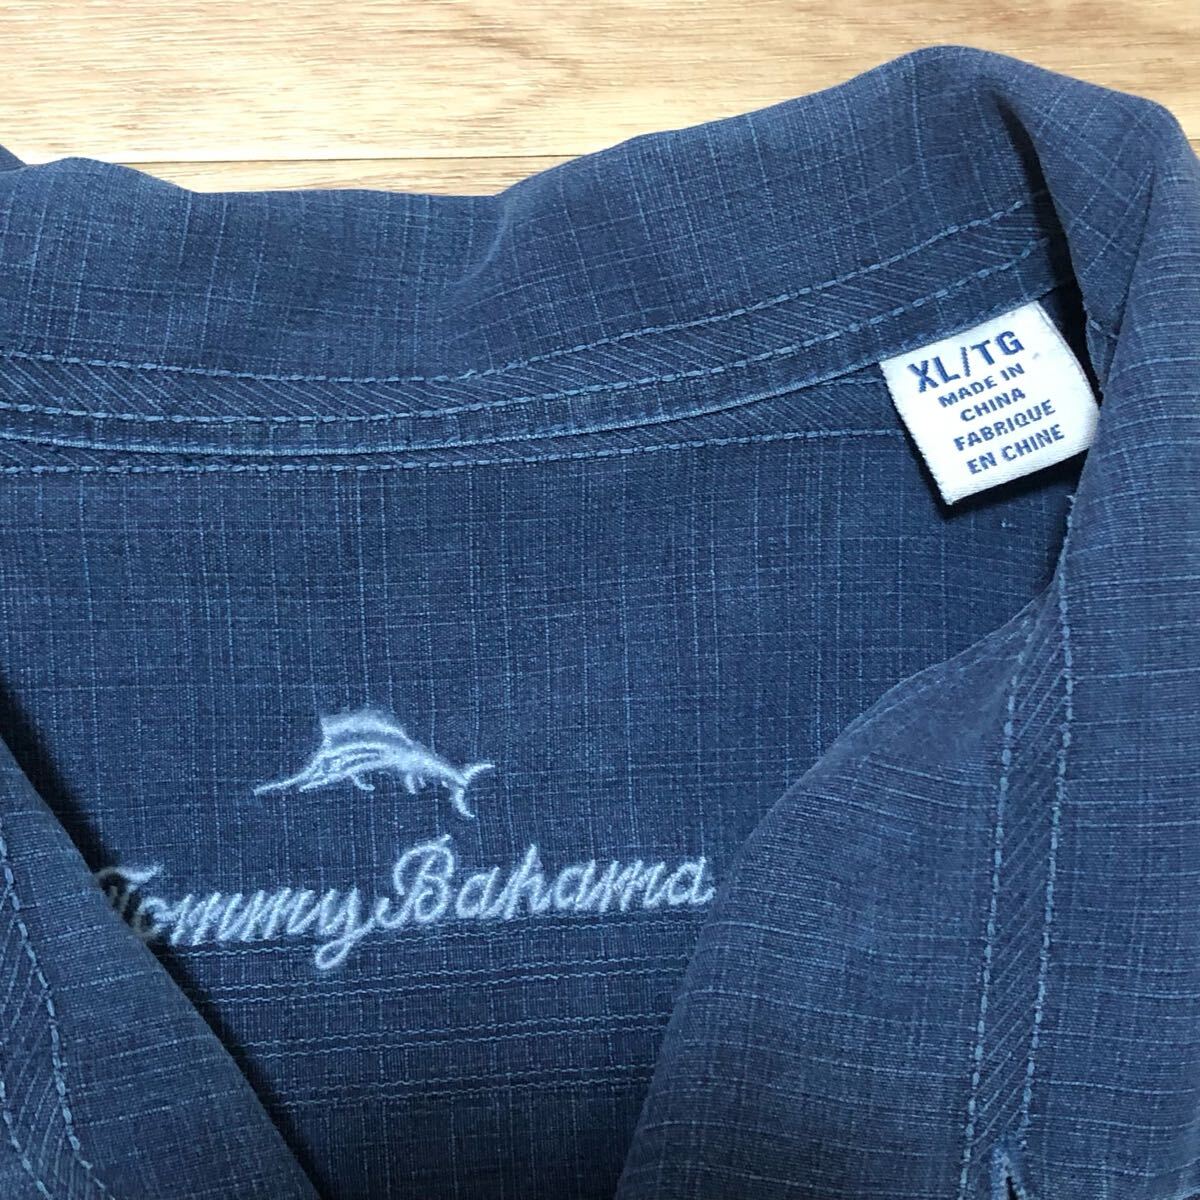 XL/TG
MADE IN
CHINA
FABRIQUE
EN CHINE
Tommy Bahama